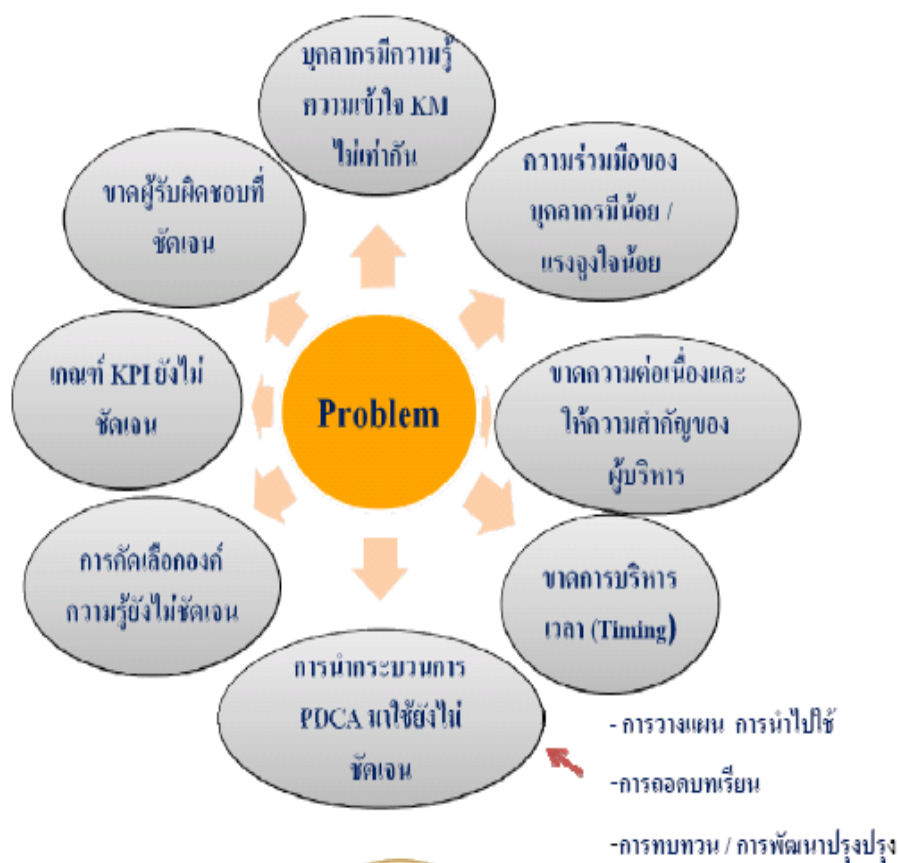 บุคลากรมีความรู้
ความเข้าใจ KM
ไม่เท่ากัน
ความร่วมมือของ
บุคลากรมีน้อย /
แรงจูงใจน้อย
ขาดความต่อเนื่องและ
ให้ความสำคัญของ
ผู้บริหาร
ขาดการบริหาร
เวลา (Timing)
การนำกระบวนการ
PDCA มาใช้ยังไม่
ชัดเจน
- การวางแผน การนำไปใช้
-การถอดบทเรียน
-การทบทวน / การพัฒนาปรุงปรุง
การคัดเลือกองค์
ความรู้ยังไม่ชัดเจน
เกณฑ์ KPI ยังไม่
ชัดเจน
ขาดผู้รับผิดชอบที่
ชัดเจน
Problem